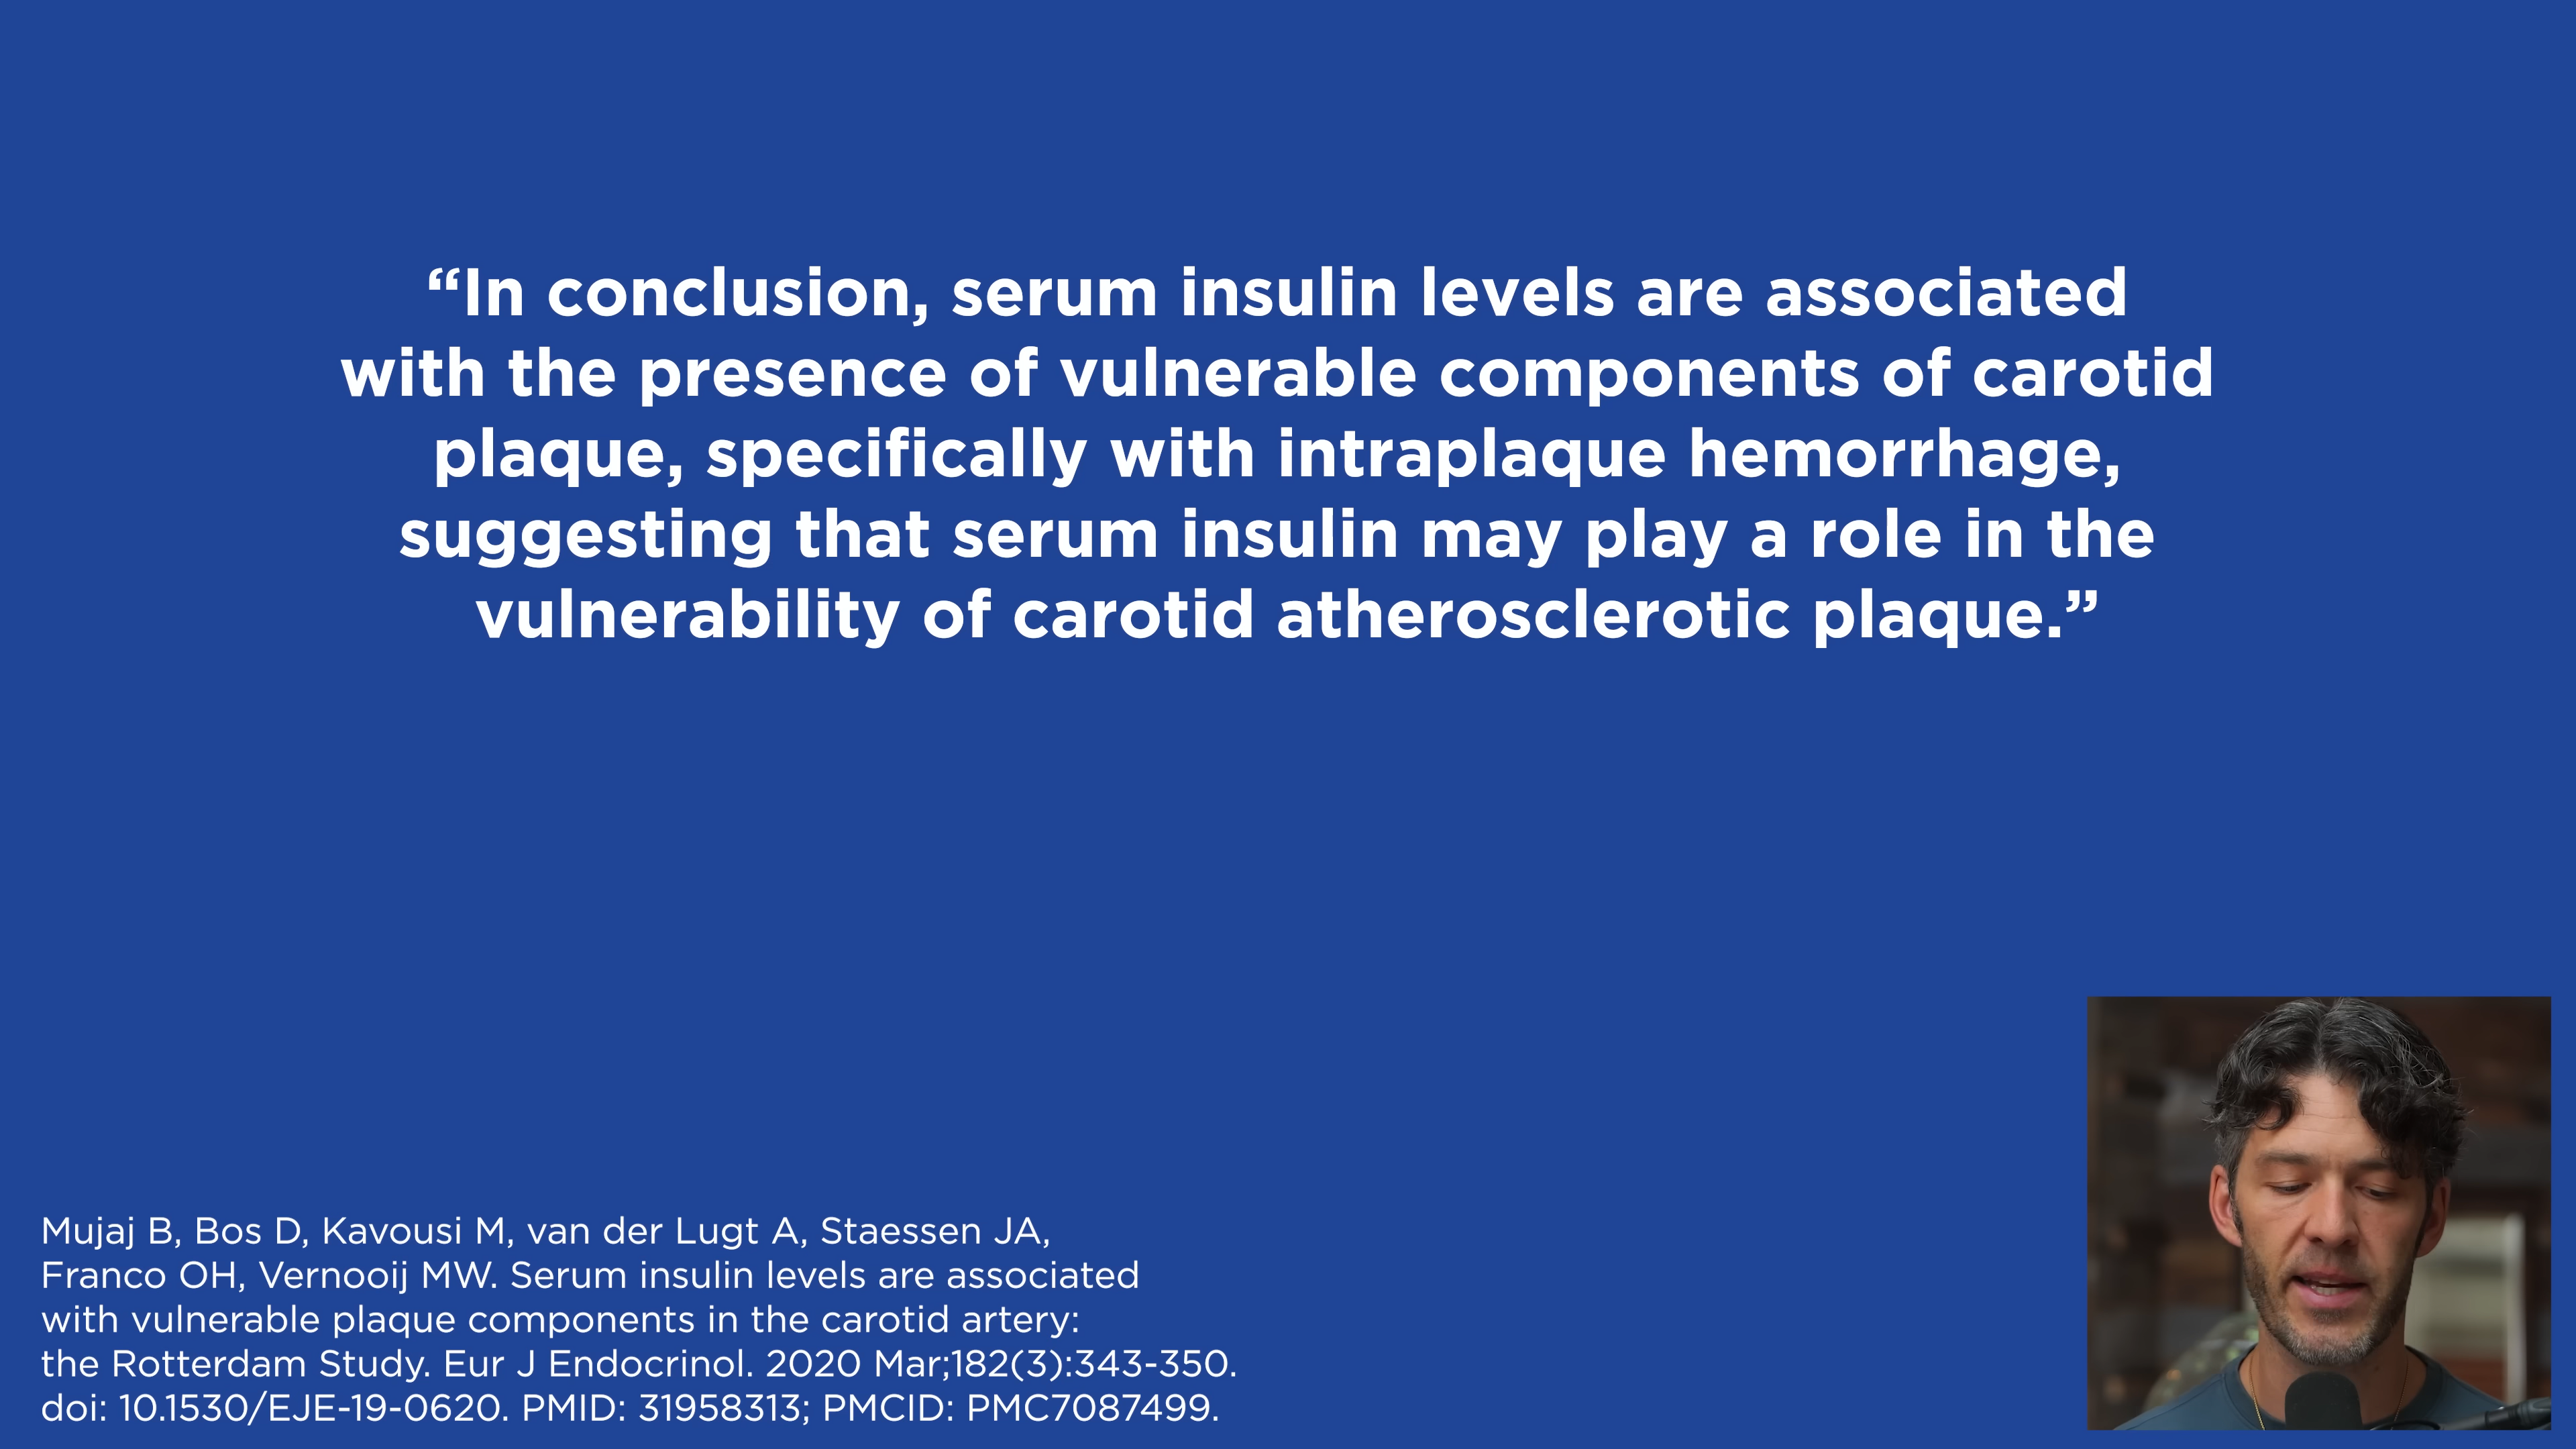 “In conclusion, serum insulin levels are associated
with the presence of vulnerable components of carotid
plaque, specifically with intraplaque hemorrhage,
suggesting that serum insulin may play a role in the
vulnerability of carotid atherosclerotic plaque.”
Mujaj B, Bos D, Kavousi M, van der Lugt A, Staessen JA,
Franco OH, Vernooij MW. Serum insulin levels are associated
with vulnerable plaque components in the carotid artery:
the Rotterdam Study. Eur J Endocrinol. 2020 Mar;182(3):343-350.
doi: 10.1530/EJE-19-0620. PMID: 31958313; PMCID: PMC7087499.